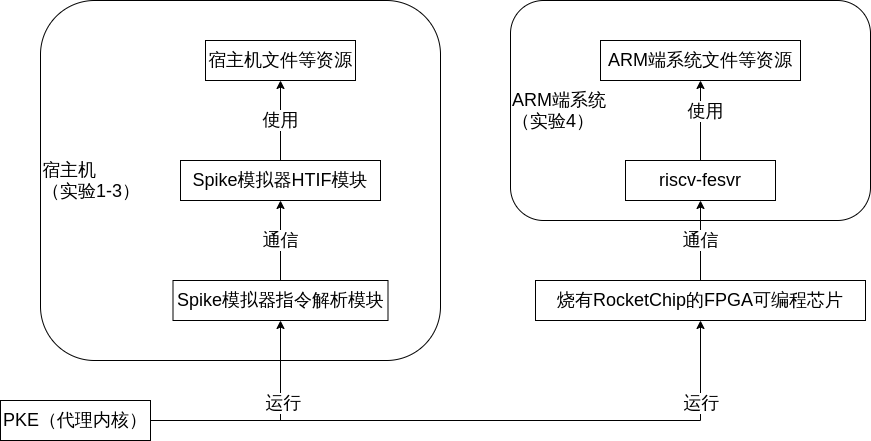 宿主机文件等资源
使用
宿主机
（实验1-3）
Spike模拟器HTIF模块
通信
Spike模拟器指令解析模块
运行
PKE（代理内核）
ARM端系统文件等资源
ARM端系统
（实验4）
使用
riscv-fesvr
通信
烧有RocketChip的FPGA可编程芯片
运行